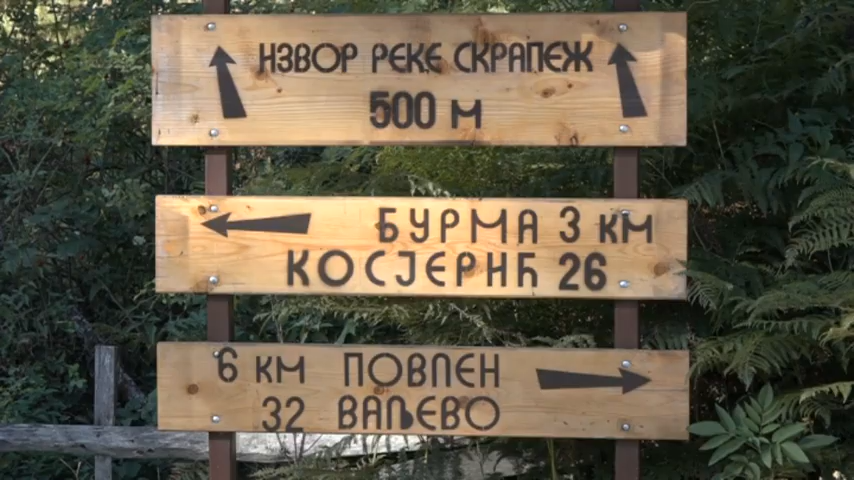 ИЗВОР РЕКЕ СКРАПЕЖ
500 М
БУРМА 3 КМ
КОСЈЕРИЋ 26
6 КМ ПОВЛЕН
32 ВАЉЕВО